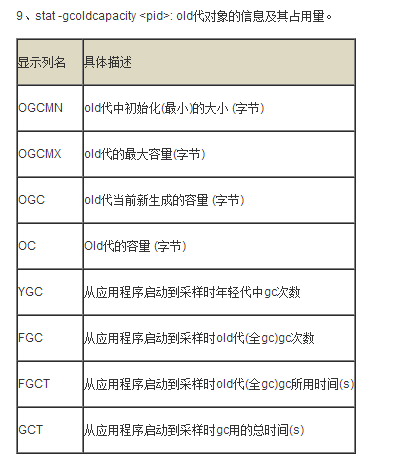 9、stat -gcoldcapacity <pid>: old代对象的信息及其占用量。
显示列名 具体描述
OGCMN old代中初始化(最小)的大小 (字节)
OGCMX old代的最大容量(字节)
OGC old代当前新生成的容量 (字节)
OC Old代的容量 (字节)
YGC 从应用程序启动到采样时年轻代中gc次数
FGC 从应用程序启动到采样时old代(全gc)gc次数
FGCT 从应用程序启动到采样时old代(全gc)gc所用时间(s)
GCT 从应用程序启动到采样时gc用的总时间(s)